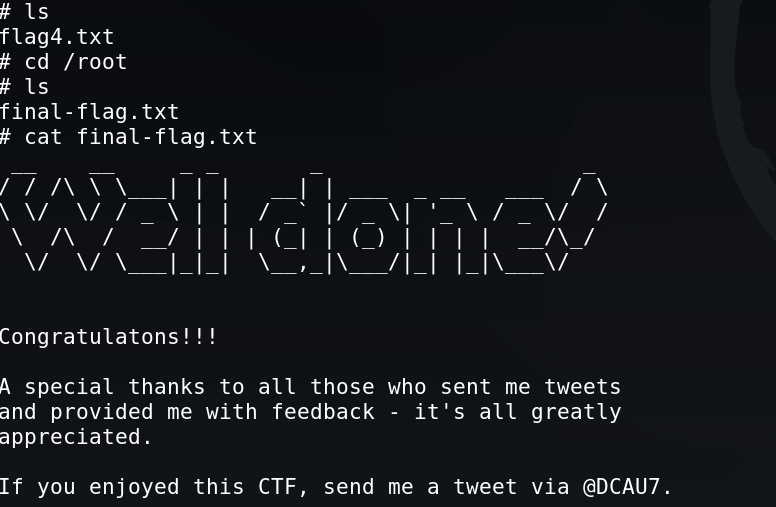 # ls
flag4.txt
# cd /root
# ls
final-flag.txt
# cat final-flag.txt
Well done!
Congratulatons!!!
A special thanks to all those who sent me tweets
and provided me with feedback - it's all greatly
appreciated.
If you enjoyed this CTF, send me a tweet via @DCAU7.